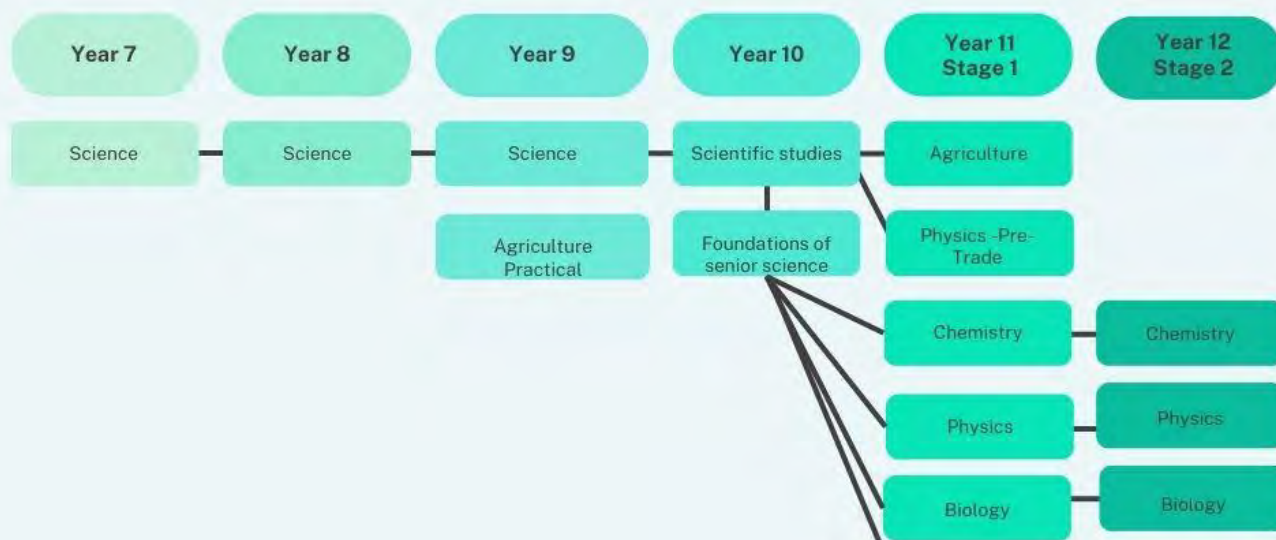 Year 7
Year 8
Year 9
Year 10
Year 11
Stage 1
Year 12
Stage 2
Science
Science
Science
Scientific studies
Agriculture
Agriculture
Practical
Foundations of
senior science
Physics -Pre-
Trade
Chemistry
Chemistry
Physics
Physics
Biology
Biology